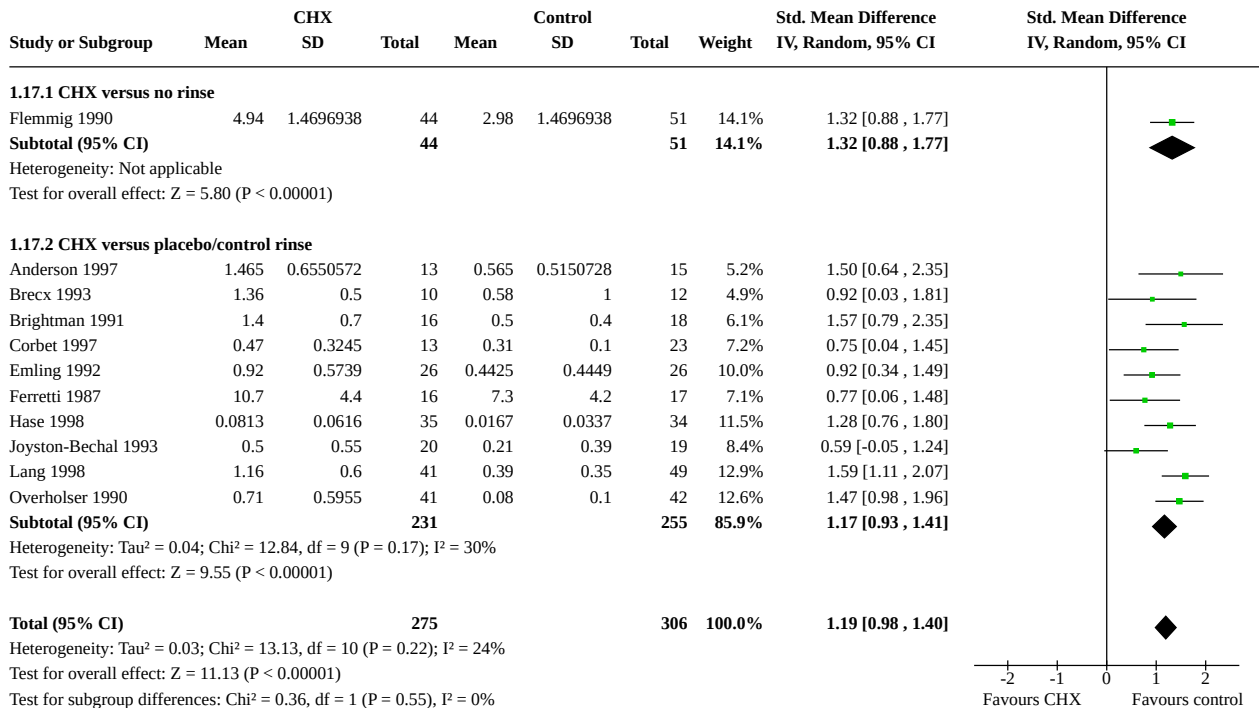 CHX Control Std. Mean Difference Std. Mean Difference
Study or Subgroup Mean SD Total Mean SD Total Weight IV, Random, 95% CI IV, Random, 95% CI
1.17.1 CHX versus no rinse
Flemmig 1990 4.94 1.4696938 44 2.98 1.4696938 51 14.1% 1.32 [0.88 , 1.77]
Subtotal (95% CI) 44 51 14.1% 1.32 [0.88 , 1.77]
Heterogeneity: Not applicable
Test for overall effect: Z = 5.80 (P < 0.00001)
1.17.2 CHX versus placebo/control rinse
Anderson 1997 1.465 0.6550572 13 0.565 0.5150728 15 5.2% 1.50 [0.64 , 2.35]
Brecx 1993 1.36 0.5 10 0.58 1 12 4.9% 0.92 [0.03 , 1.81]
Brightman 1991 1.4 0.7 16 0.5 0.4 18 6.1% 1.57 [0.79 , 2.35]
Corbet 1997 0.47 0.3245 13 0.31 0.1 23 7.2% 0.75 [0.04 , 1.45]
Emling 1992 0.92 0.5739 26 0.4425 0.4449 26 10.0% 0.92 [0.34 , 1.49]
Ferretti 1987 10.7 4.4 16 7.3 4.2 17 7.2% 0.77 [0.06 , 1.48]
Hase 1998 0.0813 0.0616 35 0.0167 0.0337 34 11.5% 1.28 [0.76 , 1.80]
Joyston-Bechal 1993 0.5 0.55 20 0.21 0.39 19 8.4% 0.59 [-0.05 , 1.24]
Lang 1998 1.16 0.6 41 0.39 0.35 49 12.9% 1.59 [1.11 , 2.07]
Overholser 1990 0.71 0.5955 41 0.08 0.1 42 12.6% 1.47 [0.98 , 1.96]
Subtotal (95% CI) 231 255 85.9% 1.17 [0.93 , 1.41]
Heterogeneity: Tau² = 0.04; Chi² = 12.84, df = 9 (P = 0.17); I² = 30%
Test for overall effect: Z = 9.55 (P < 0.00001)
Total (95% CI) 275 306 100.0% 1.19 [0.98 , 1.40]
Heterogeneity: Tau² = 0.03; Chi² = 13.13, df = 10 (P = 0.22); I² = 24%
Test for overall effect: Z = 11.13 (P < 0.00001)
-2 -1 0 1 2
Test for subgroup differences: Chi² = 0.36, df = 1 (P = 0.55), I² = 0%
Favours CHX Favours control